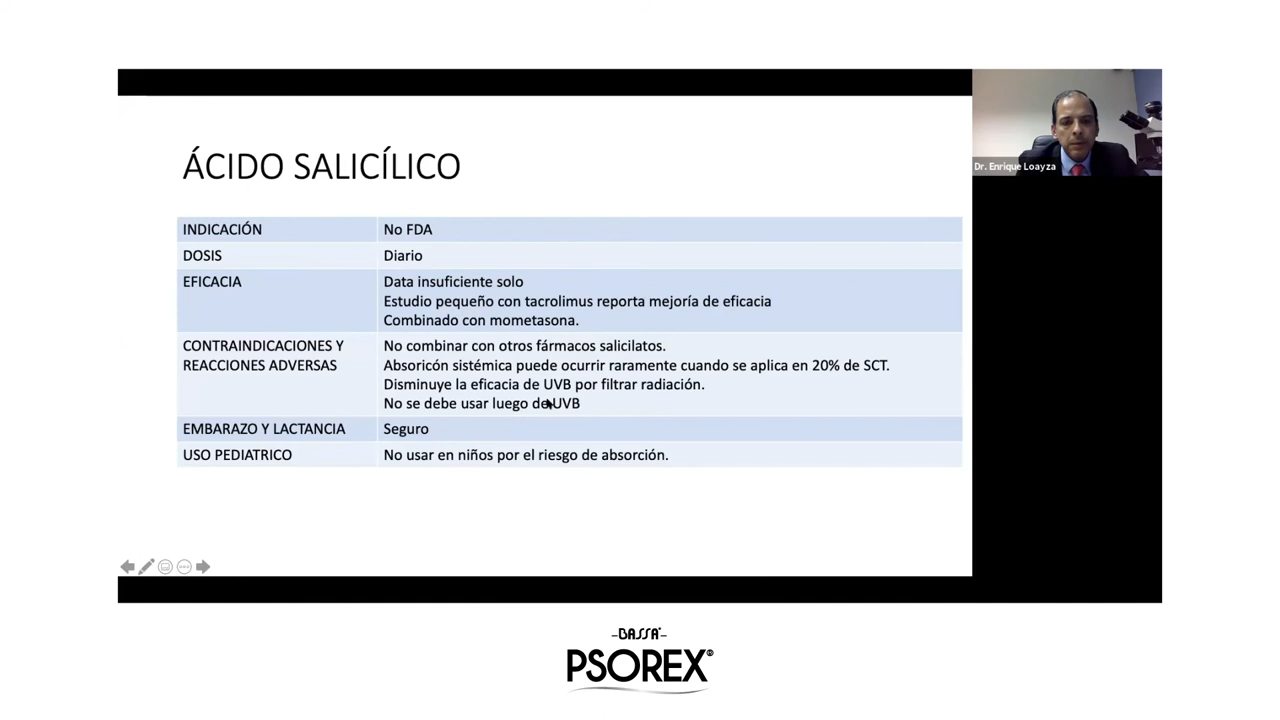 ÁCIDO SALICÍLICO
Dr. Enrique Loayza
INDICACIÓN No FDA
DOSIS Diario
EFICACIA Data insuficiente solo
Estudio pequeño con tacrolimus reporta mejoría de eficacia
Combinado con mometasona.
CONTRAINDICACIONES Y No combinar con otros fármacos salicilatos.
REACCIONES ADVERSAS Absoricón sistémica puede ocurrir raramente cuando se aplica en 20% de SCT.
Disminuye la eficacia de UVB por filtrar radiación.
No se debe usar luego de UVB
EMBARAZO Y LACTANCIA Seguro
USO PEDIATRICO No usar en niños por el riesgo de absorción.
BASSA
PSOREX®